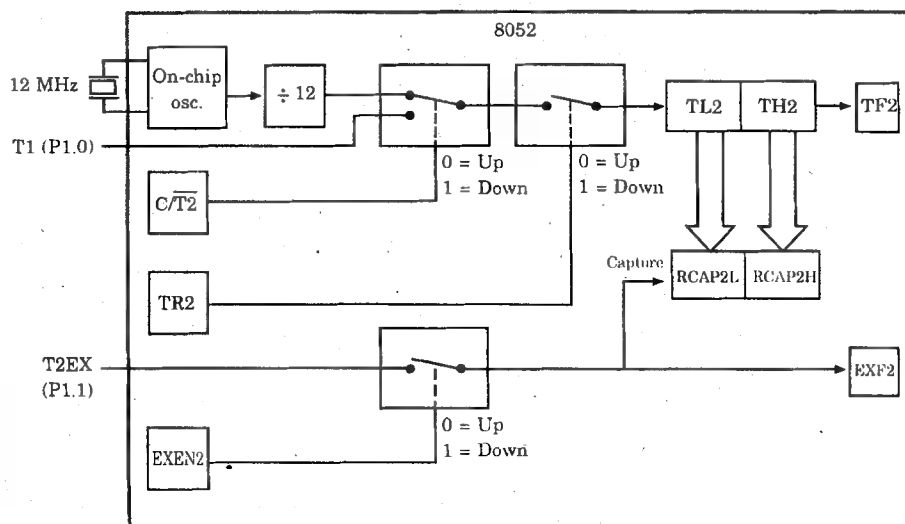 8052
12 MHz
On-chip
osc.
÷ 12
TL2
TH2
TF2
T1 (P1.0)
0 = Up
1 = Down
0 = Up
1 = Down
C/T2
Capture
RCAP2L
RCAP2H
TR2
T2EX
(P1.1)
EXF2
0 = Up
1 = Down
EXEN2